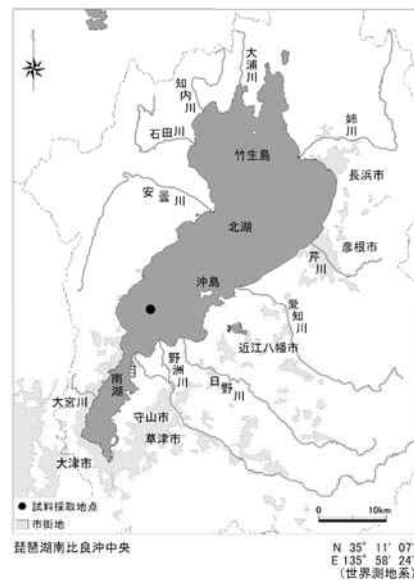 大浦川
知内川
石田川
姉川
竹生島
長浜市
安曇川
北湖
彦根市
芹川
沖島
愛知川
近江八幡市
野洲川
日野川
南湖
大宮川
守山市
草津市
大津市
試料採取地点
市街地
0 10km
琵琶湖南比良沖中央
N 35° 11' 07"
E 135° 58' 24"
(世界測地系)